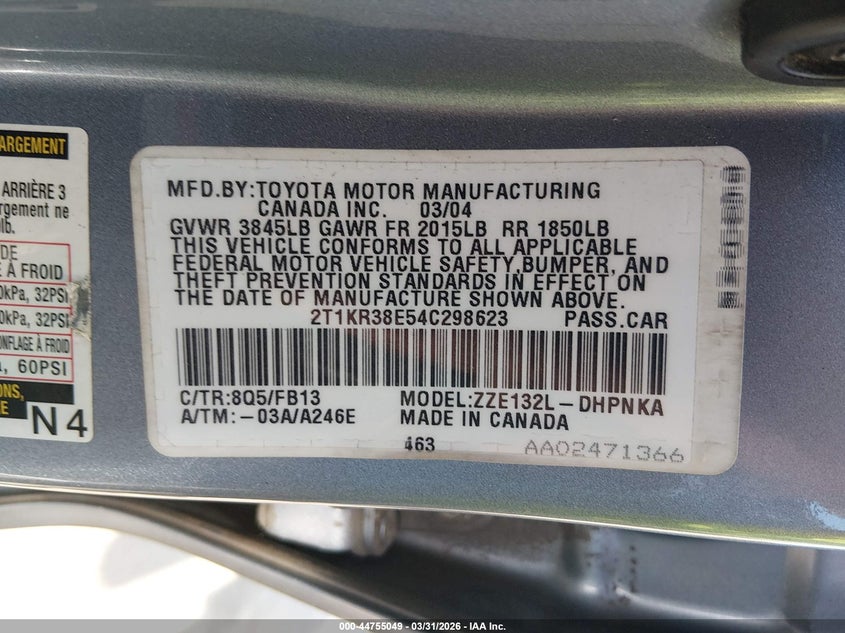 ARGEMENT
ARRIÈRE 3
rgement ne
lb.
DE
E À FROID
0kPa, 32PSI
0kPa, 32PSI
ONFLAGE À FROID
a, 60PSI
ONS,
RE
N4
MFD.BY:TOYOTA MOTOR MANUFACTURING
CANADA INC. 03/04
GVWR 3845LB GAWR FR 2015LB RR 1850LB
THIS VEHICLE CONFORMS TO ALL APPLICABLE
FEDERAL MOTOR VEHICLE SAFETY,BUMPER, AND
THEFT PREVENTION STANDARDS IN EFFECT ON
THE DATE OF MANUFACTURE SHOWN ABOVE.
2T1KR38E54C298623 PASS.CAR
C/TR:8Q5/FB13 MODEL:ZZE132L-DHPNKA
A/TM:-03A/A246E MADE IN CANADA
463 AA02471366
000-44755049 - 03/31/2026 - IAA Inc.